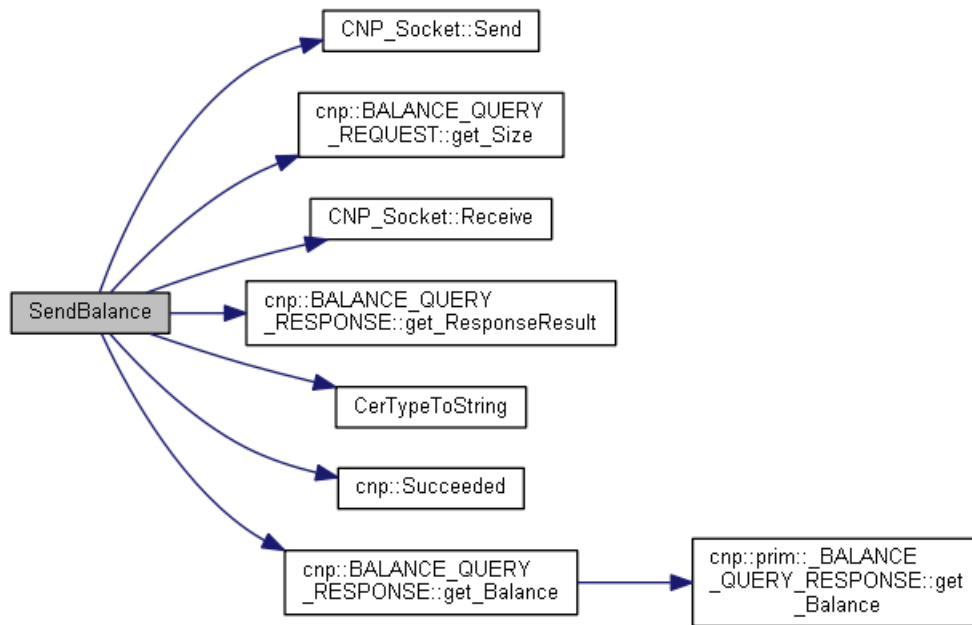 CNP_Socket::Send
cnp::BALANCE_QUERY
_REQUEST::get_Size
CNP_Socket::Receive
SendBalance
cnp::BALANCE_QUERY
_RESPONSE::get_ResponseResult
CerTypeToString
cnp::Succeeded
cnp::BALANCE_QUERY
_RESPONSE::get_Balance
cnp::prim::_BALANCE
_QUERY_RESPONSE::get
_Balance